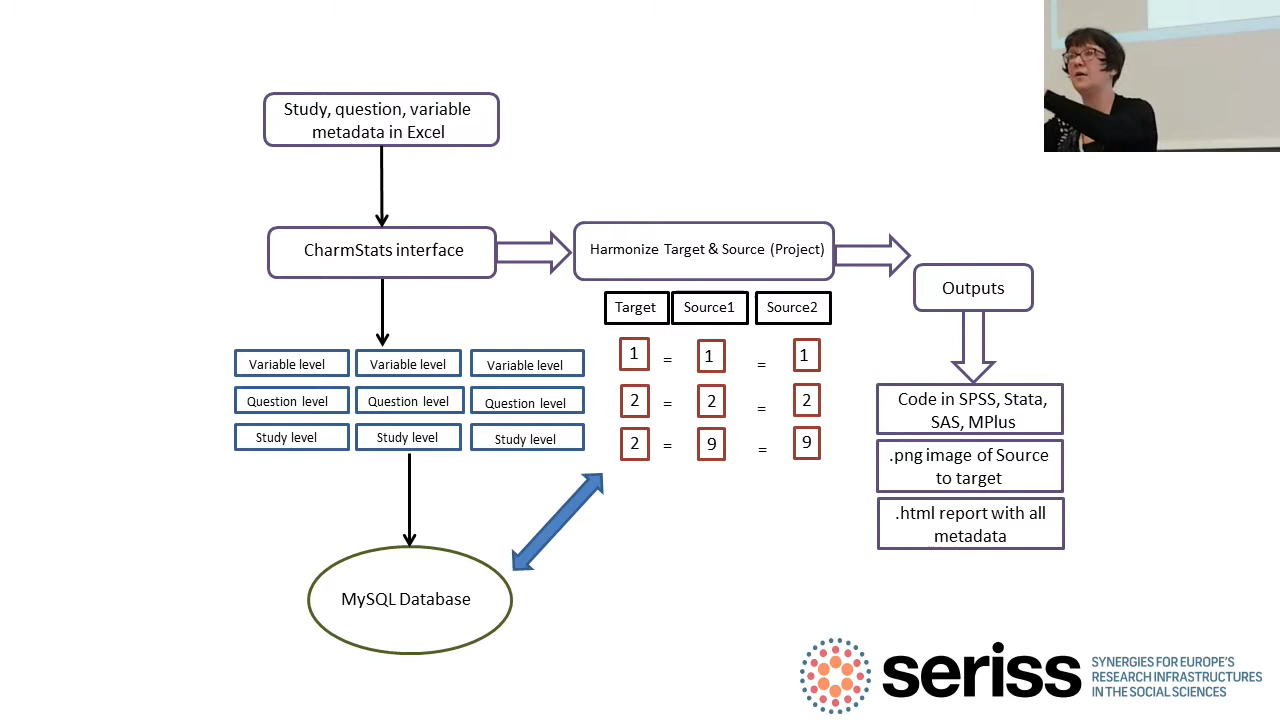 Study, question, variable
metadata in Excel
CharmStats interface
Harmonize Target & Source (Project)
Outputs
Target
Source1
Source2
1 = 1 = 1
2 = 2 = 2
2 = 9 = 9
Variable level
Variable level
Variable level
Question level
Question level
Question level
Study level
Study level
Study level
Code in SPSS, Stata,
SAS, MPlus
.png image of Source
to target
.html report with all
metadata
MySQL Database
seriss
SYNERGIES FOR EUROPE'S
RESEARCH INFRASTRUCTURES
IN THE SOCIAL SCIENCES